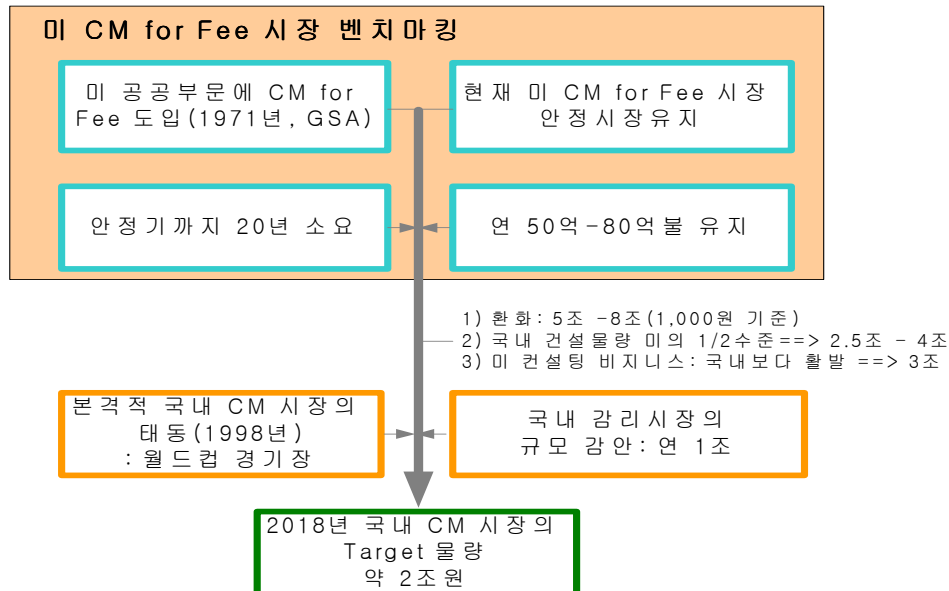 미 CM for Fee 시장 벤치마킹
미 공공부문에 CM for
Fee 도입(1971년, GSA)
현재 미 CM for Fee 시장
안정시장유지
안정기까지 20년 소요
연 50억-80억불 유지
1) 환화: 5조 -8조(1,000원 기준)
2) 국내 건설물량 미의 1/2수준==> 2.5조 - 4조
3) 미 컨설팅 비지니스: 국내보다 활발 ==> 3조
본격적 국내 CM 시장의
태동(1998년)
: 월드컵 경기장
국내 감리시장의
규모 감안: 연 1조
2018년 국내 CM 시장의
Target 물량
약 2조원